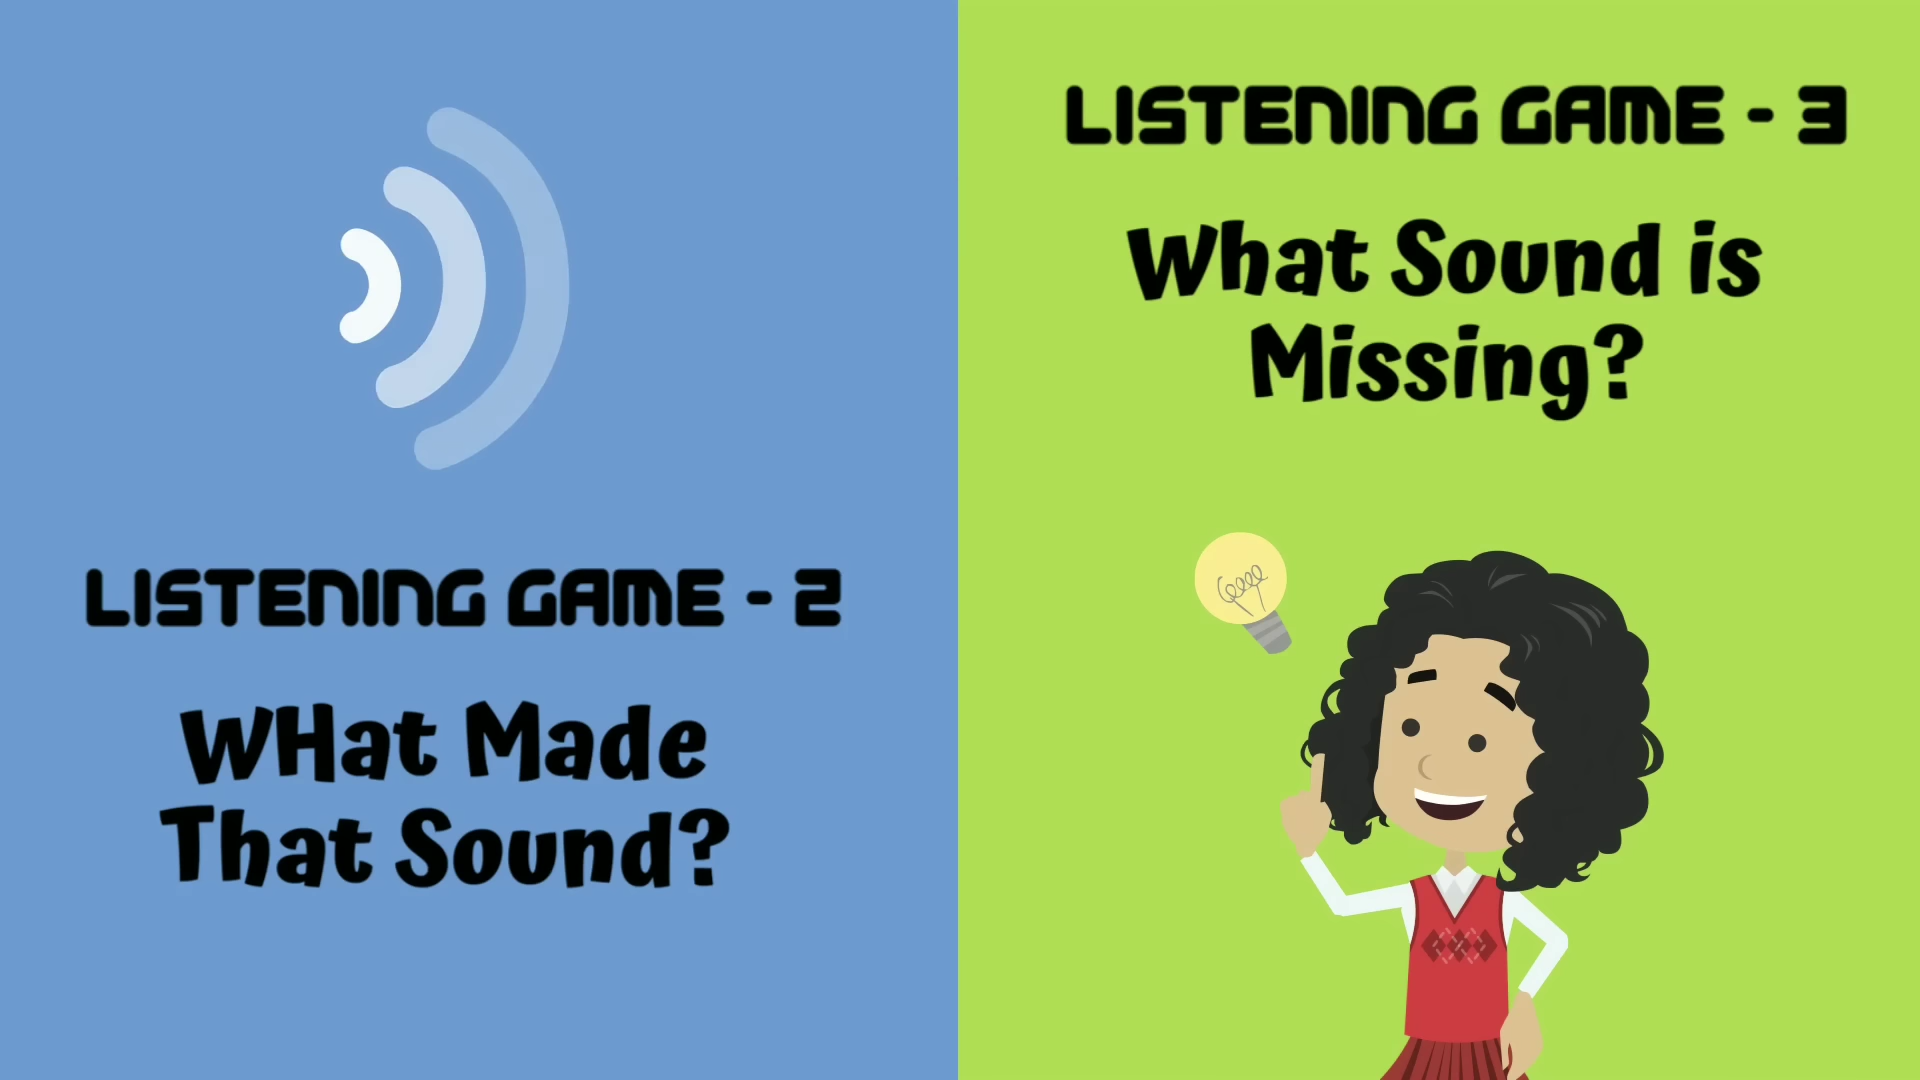 LISTENING GAME - 2
WHat Made
That Sound?
LISTENING GAME - 3
What Sound is
Missing?